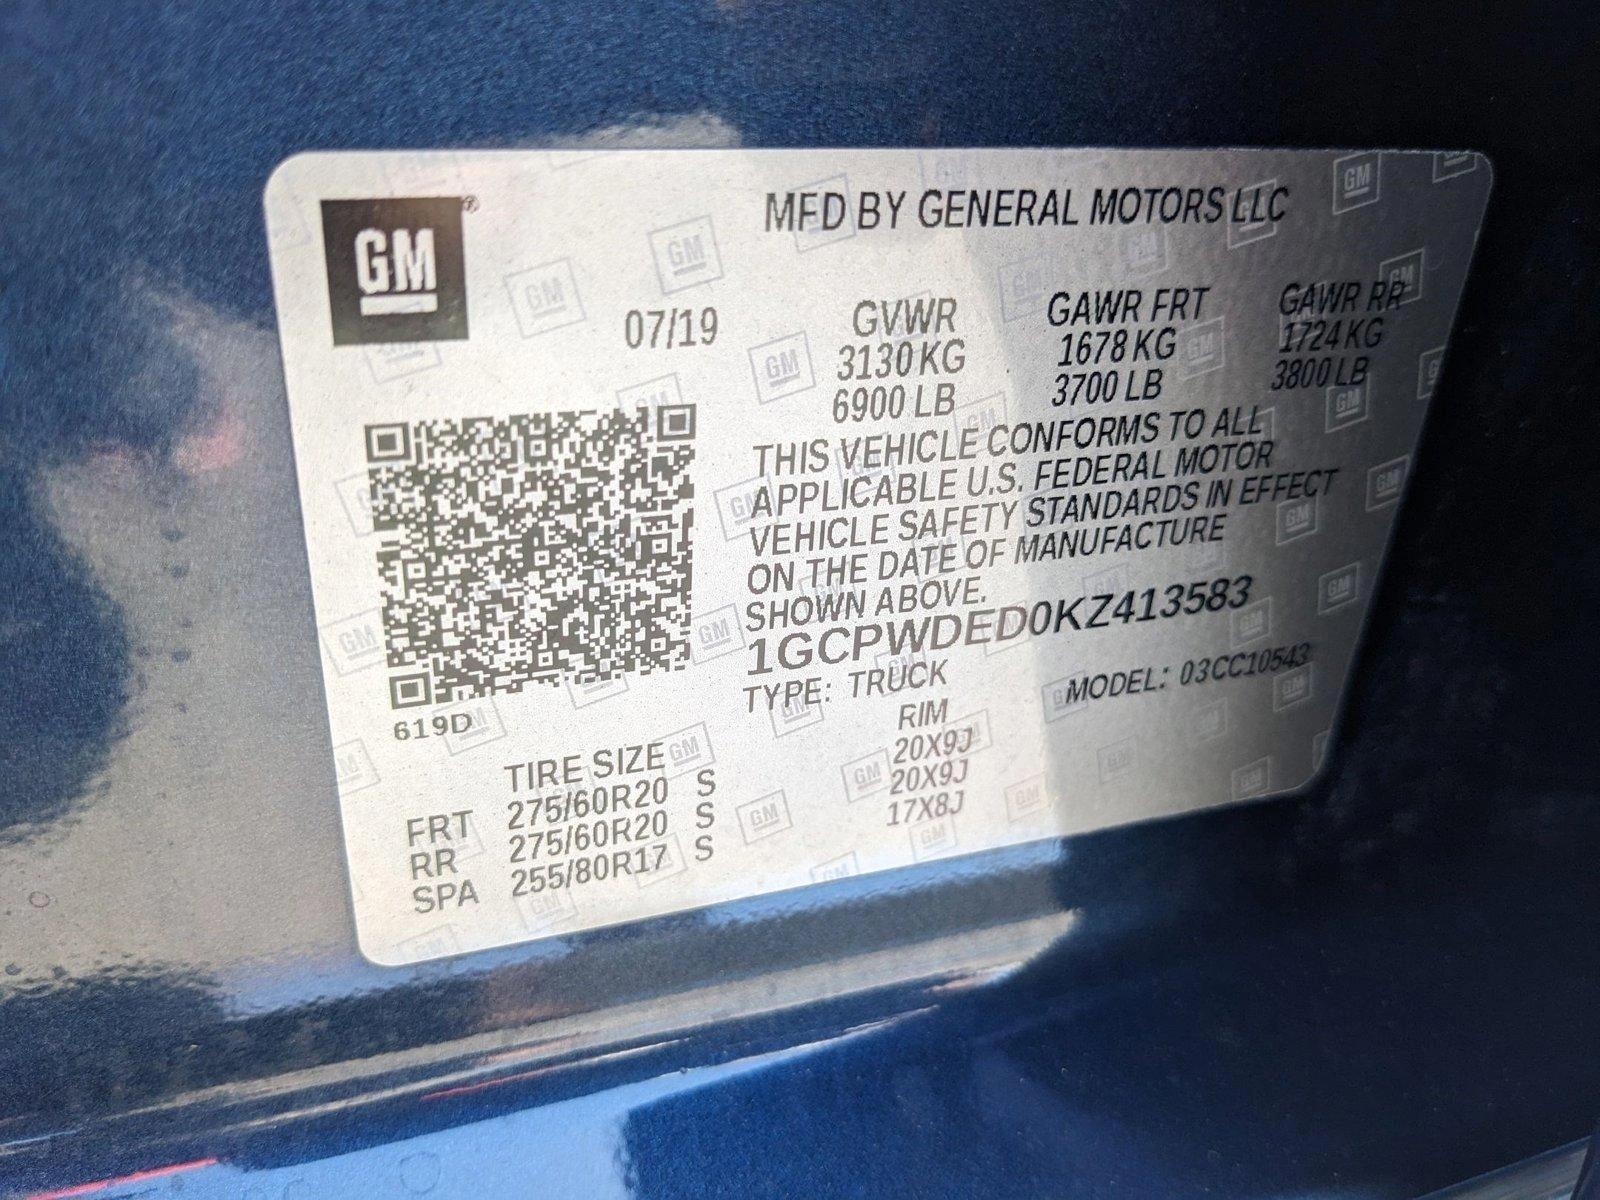 GM
MFD BY GENERAL MOTORS LLC
07/19
GVWR GAWR FRT GAWR RR
3130 KG 1678 KG 1724 KG
6900 LB 3700 LB 3800 LB
THIS VEHICLE CONFORMS TO ALL
APPLICABLE U.S. FEDERAL MOTOR
VEHICLE SAFETY STANDARDS IN EFFECT
ON THE DATE OF MANUFACTURE
SHOWN ABOVE.
1GCPWDED0KZ413583
TYPE: TRUCK MODEL: 03CC10543
619D
TIRE SIZE RIM
FRT 275/60R20 S 20X9J
RR 275/60R20 S 20X9J
SPA 255/80R17 S 17X8J